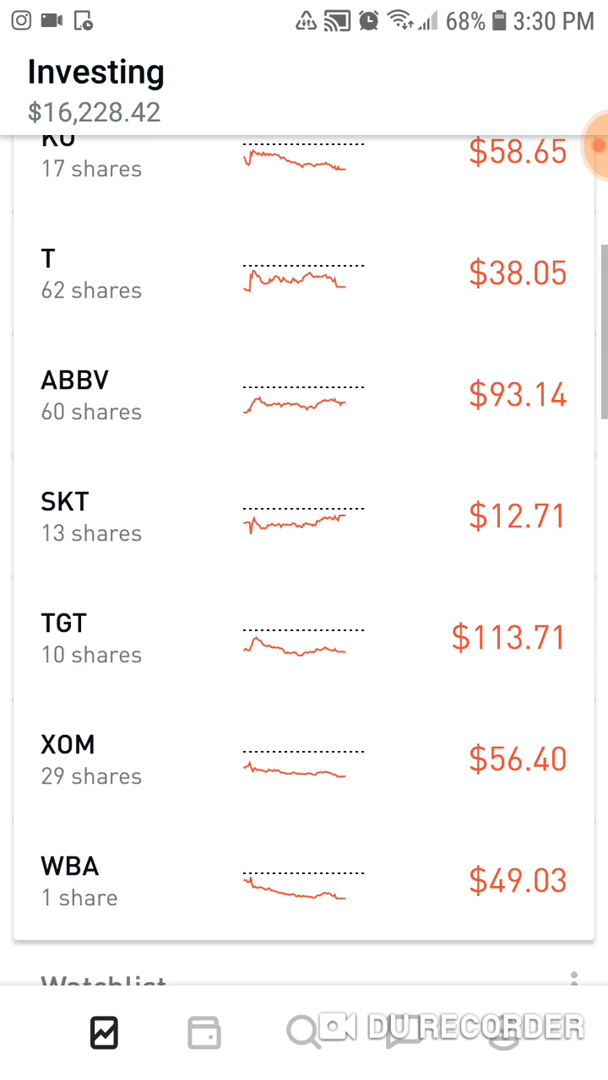 68% 3:30 PM
Investing
$16,228.42
KO
17 shares
$58.65
T
62 shares
$38.05
ABBV
60 shares
$93.14
SKT
13 shares
$12.71
TGT
10 shares
$113.71
XOM
29 shares
$56.40
WBA
1 share
$49.03
Watchlist
DU RECORDER